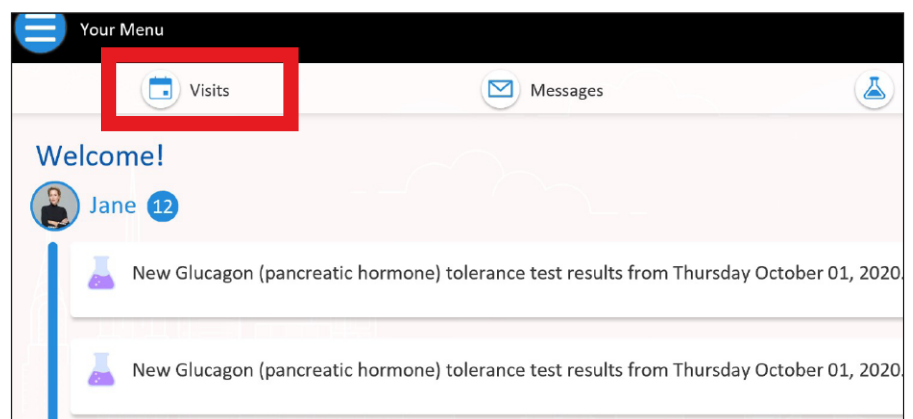 Your Menu
Visits Messages
Welcome!
Jane 12
New Glucagon (pancreatic hormone) tolerance test results from Thursday October 01, 2020.
New Glucagon (pancreatic hormone) tolerance test results from Thursday October 01, 2020.